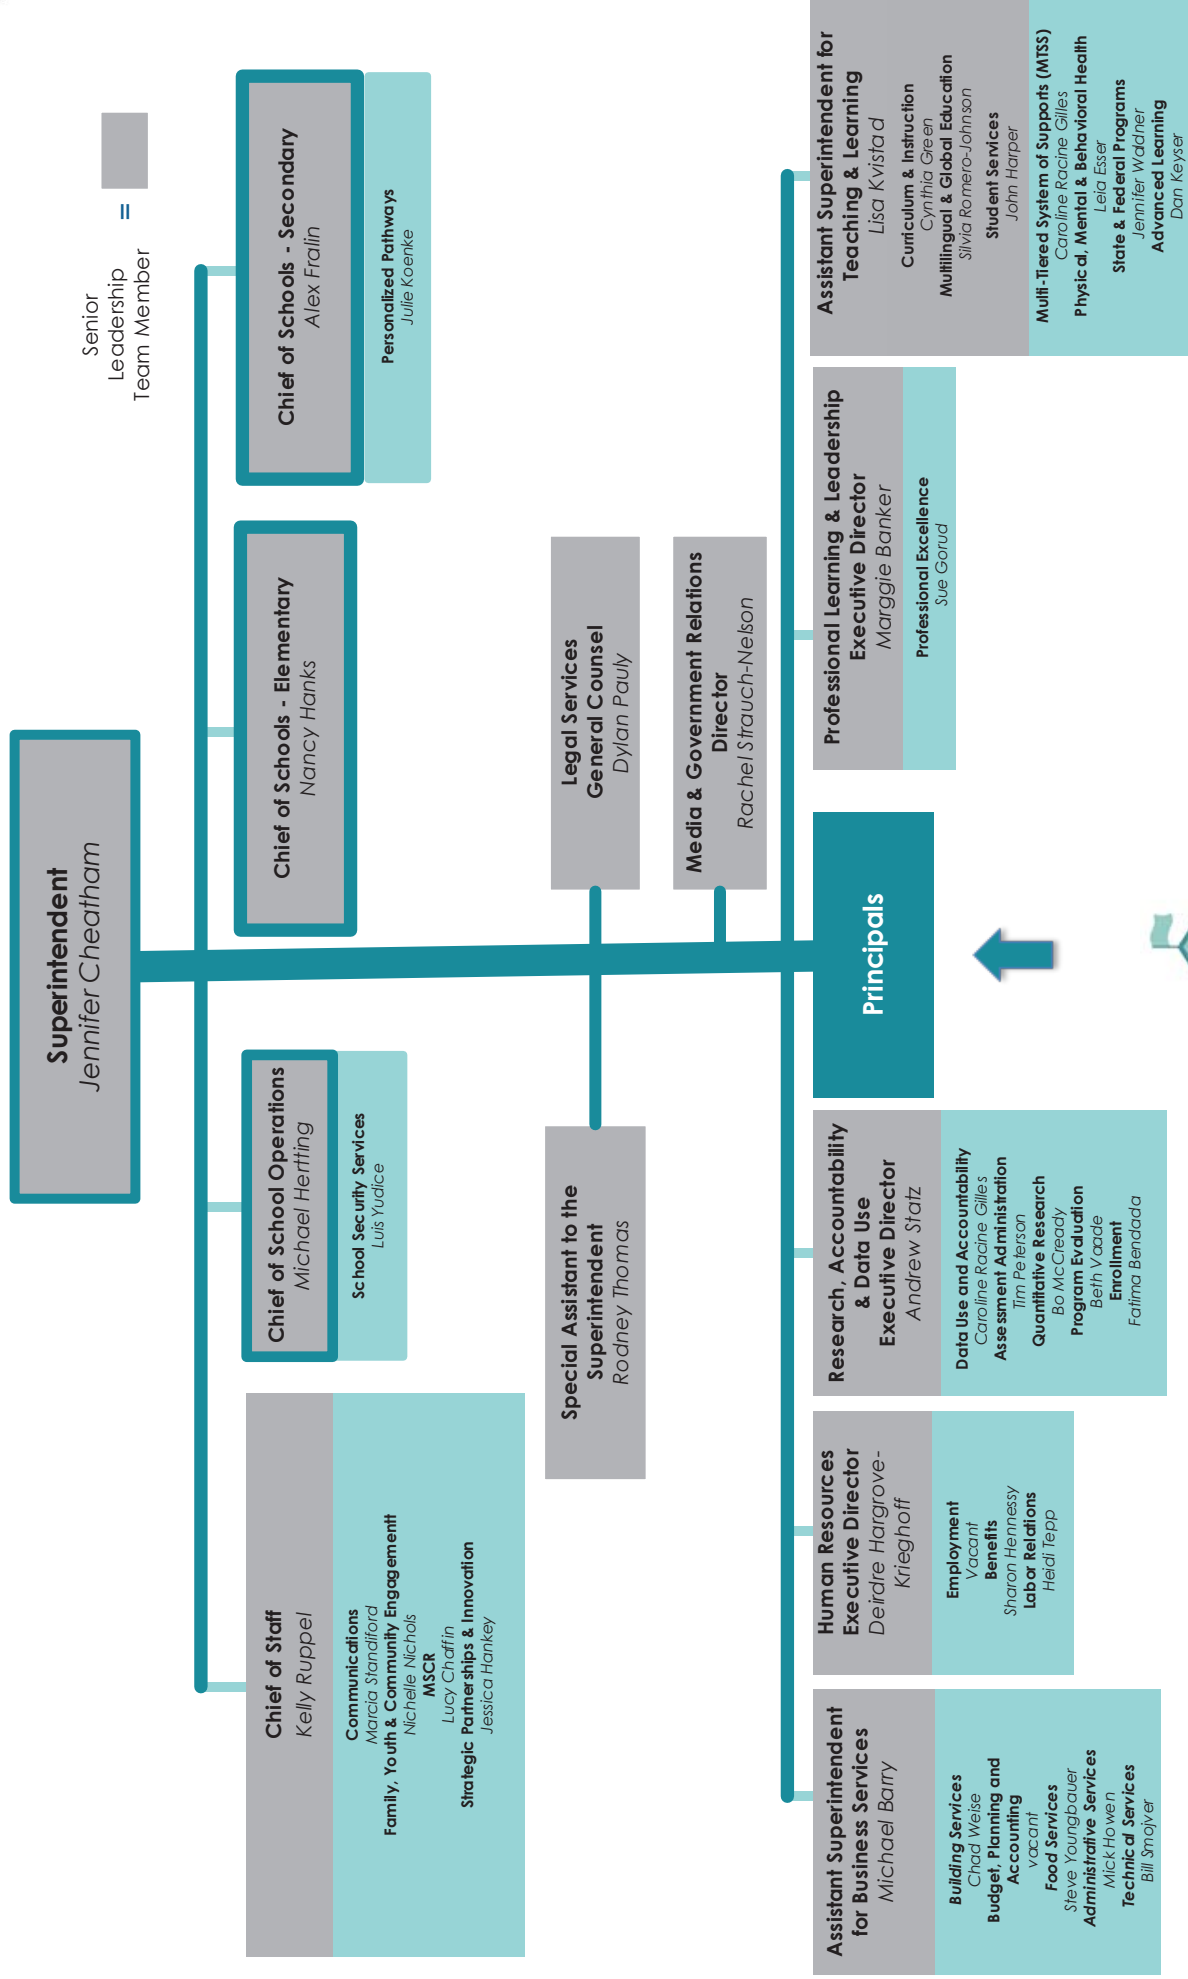 Superintendent
Jennifer Cheatham
Senior
Leadership
Team Member
=
Chief of Staff
Kelly Ruppel
Communications
Marcia Standiford
Family, Youth & Community Engagementt
Nichelle Nichols
MSCR
Lucy Chaffin
Strategic Partnerships & Innovation
Jessica Hankey
Chief of School Operations
Michael Hertting
School Security Services
Luis Yudice
Chief of Schools - Elementary
Nancy Hanks
Chief of Schools - Secondary
Alex Fralin
Personalized Pathways
Julie Koenke
Special Assistant to the
Superintendent
Rodney Thomas
Legal Services
General Counsel
Dylan Pauly
Media & Government Relations
Director
Rachel Strauch-Nelson
Assistant Superintendent
for Business Services
Michael Barry
Building Services
Chad Weise
Budget, Planning and
Accounting
vacant
Food Services
Steve Youngbauer
Administrative Services
Mick Howen
Technical Services
Bill Smojver
Human Resources
Executive Director
Deirdre Hargrove-
Krieghoff
Employment
Vacant
Benefits
Sharon Hennessy
Labor Relations
Heidi Tepp
Research, Accountability
& Data Use
Executive Director
Andrew Statz
Data Use and Accountability
Caroline Racine Gilles
Assessment Administration
Tim Peterson
Quantitative Research
Bo McCready
Program Evaluation
Beth Vaade
Enrollment
Fatima Bendada
Principals
Professional Learning & Leadership
Executive Director
Marggie Banker
Professional Excellence
Sue Gorud
Assistant Superintendent for
Teaching & Learning
Lisa Kvistad
Curriculum & Instruction
Cynthia Green
Multilingual & Global Education
Silvia Romero-Johnson
Student Services
John Harper
Multi-Tiered System of Supports (MTSS)
Caroline Racine Gilles
Physical, Mental & Behavioral Health
Leia Esser
State & Federal Programs
Jennifer Waldner
Advanced Learning
Dan Keyser